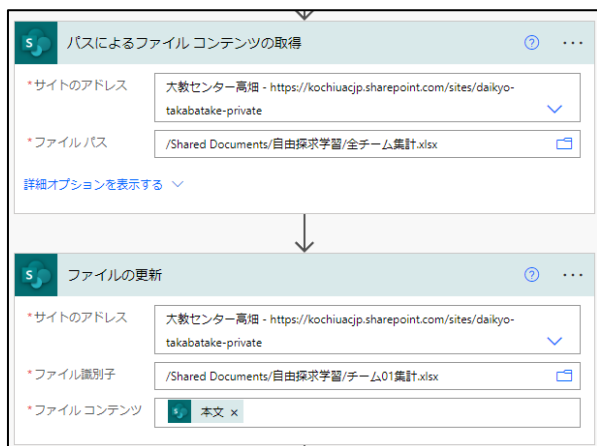 パスによるファイル コンテンツの取得
*サイトのアドレス
大教センター高畑 - https://kochiuacjp.sharepoint.com/sites/daikyo-
takabatake-private
*ファイル パス
/Shared Documents/自由探求学習/全チーム集計.xlsx
詳細オプションを表示する
ファイルの更新
*サイトのアドレス
大教センター高畑 - https://kochiuacjp.sharepoint.com/sites/daikyo-
takabatake-private
*ファイル識別子
/Shared Documents/自由探求学習/チーム01集計.xlsx
*ファイル コンテンツ
本文 ×